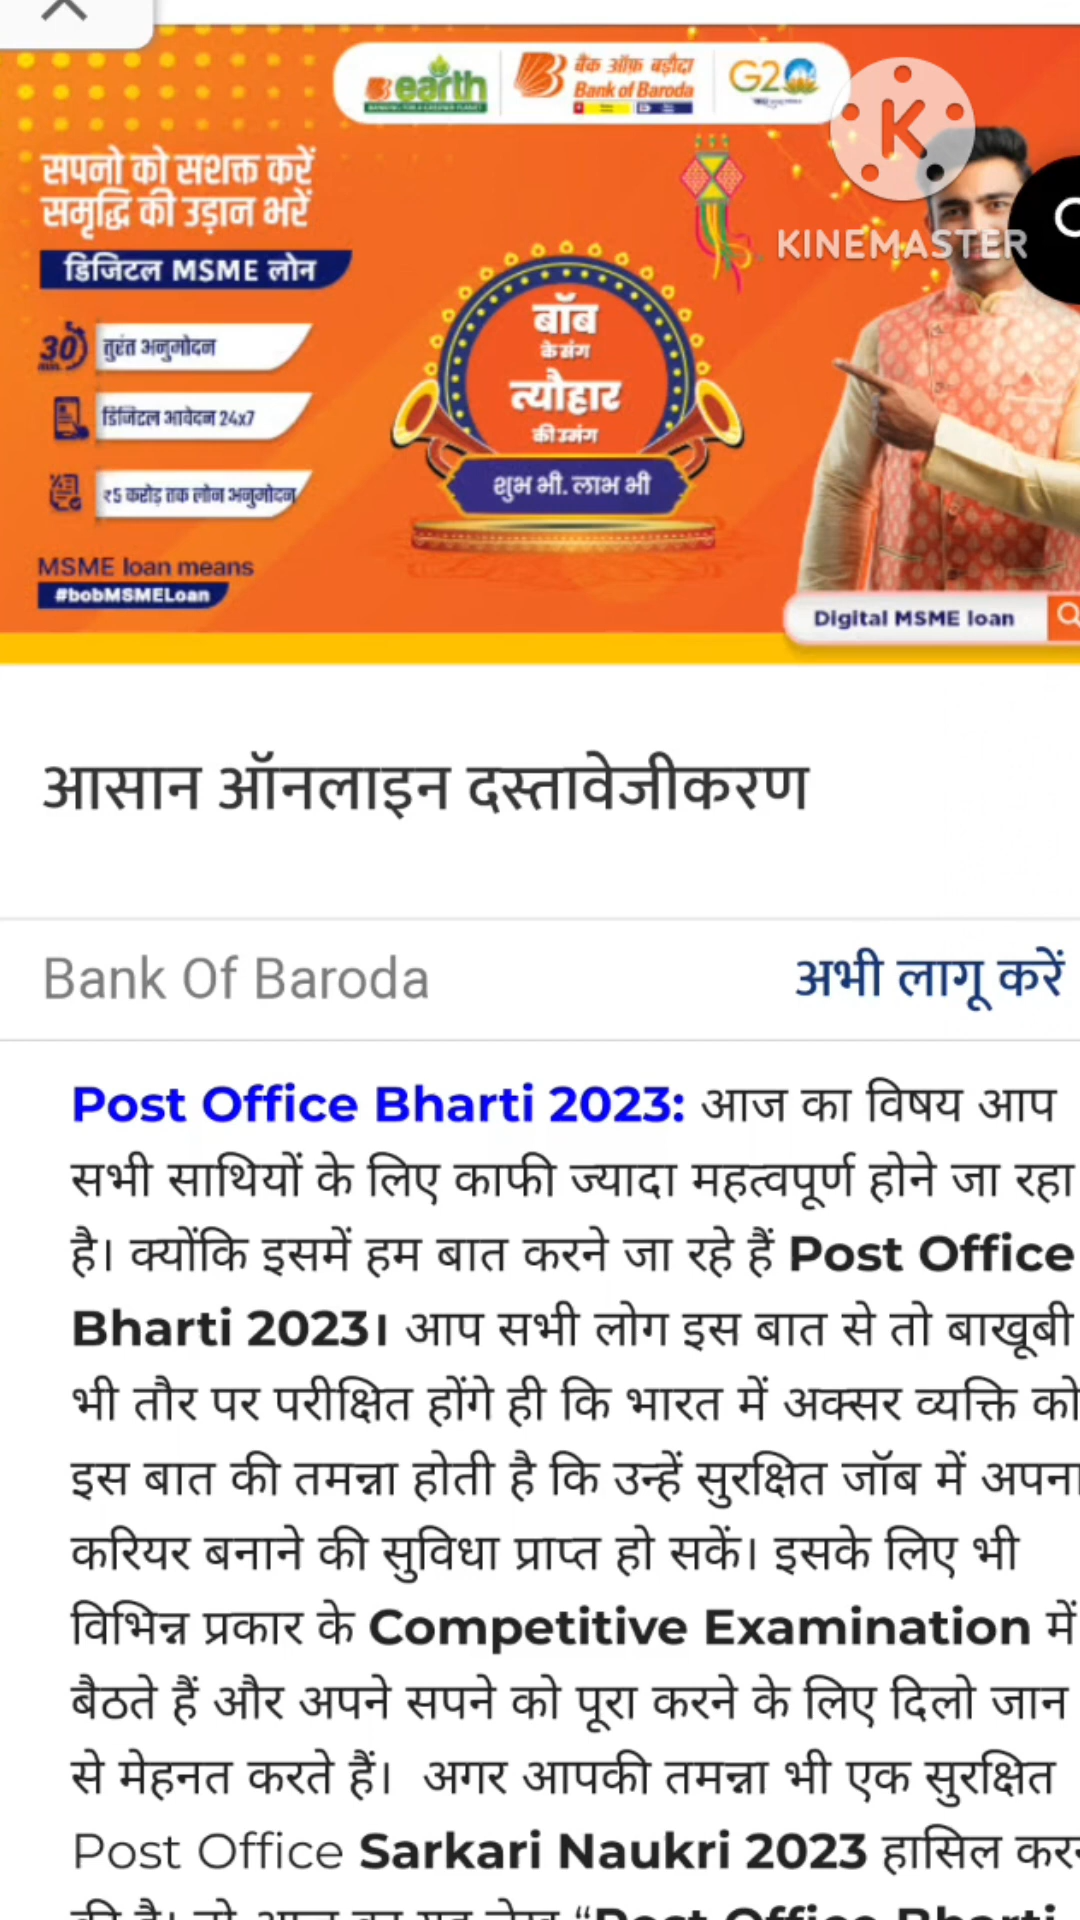 earth
बैंक ऑफ़ बड़ौदा
Bank of Baroda
G20
K
KINEMASTER
सपनो को सशक्त करें
समृद्धि की उड़ान भरें
डिजिटल MSME लोन
30 तुरंत अनुमोदन
डिजिटल आवेदन 24x7
₹5 करोड़ तक लोन अनुमोदन
MSME loan means
#bobMSMELoan
बॉब
के संग
त्यौहार
की उमंग
शुभ भी. लाभ भी
Digital MSME loan
आसान ऑनलाइन दस्तावेजीकरण
Bank Of Baroda
अभी लागू करें
Post Office Bharti 2023: आज का विषय आप
सभी साथियों के लिए काफी ज्यादा महत्वपूर्ण होने जा रहा
है। क्योंकि इसमें हम बात करने जा रहे हैं Post Office
Bharti 2023। आप सभी लोग इस बात से तो बाखूबी
भी तौर पर परीक्षित होंगे ही कि भारत में अक्सर व्यक्ति को
इस बात की तमन्ना होती है कि उन्हें सुरक्षित जॉब में अपना
करियर बनाने की सुविधा प्राप्त हो सकें। इसके लिए भी
विभिन्न प्रकार के Competitive Examination में
बैठते हैं और अपने सपने को पूरा करने के लिए दिलो जान
से मेहनत करते हैं। अगर आपकी तमन्ना भी एक सुरक्षित
Post Office Sarkari Naukri 2023 हासिल कर
“Post Office Bharti